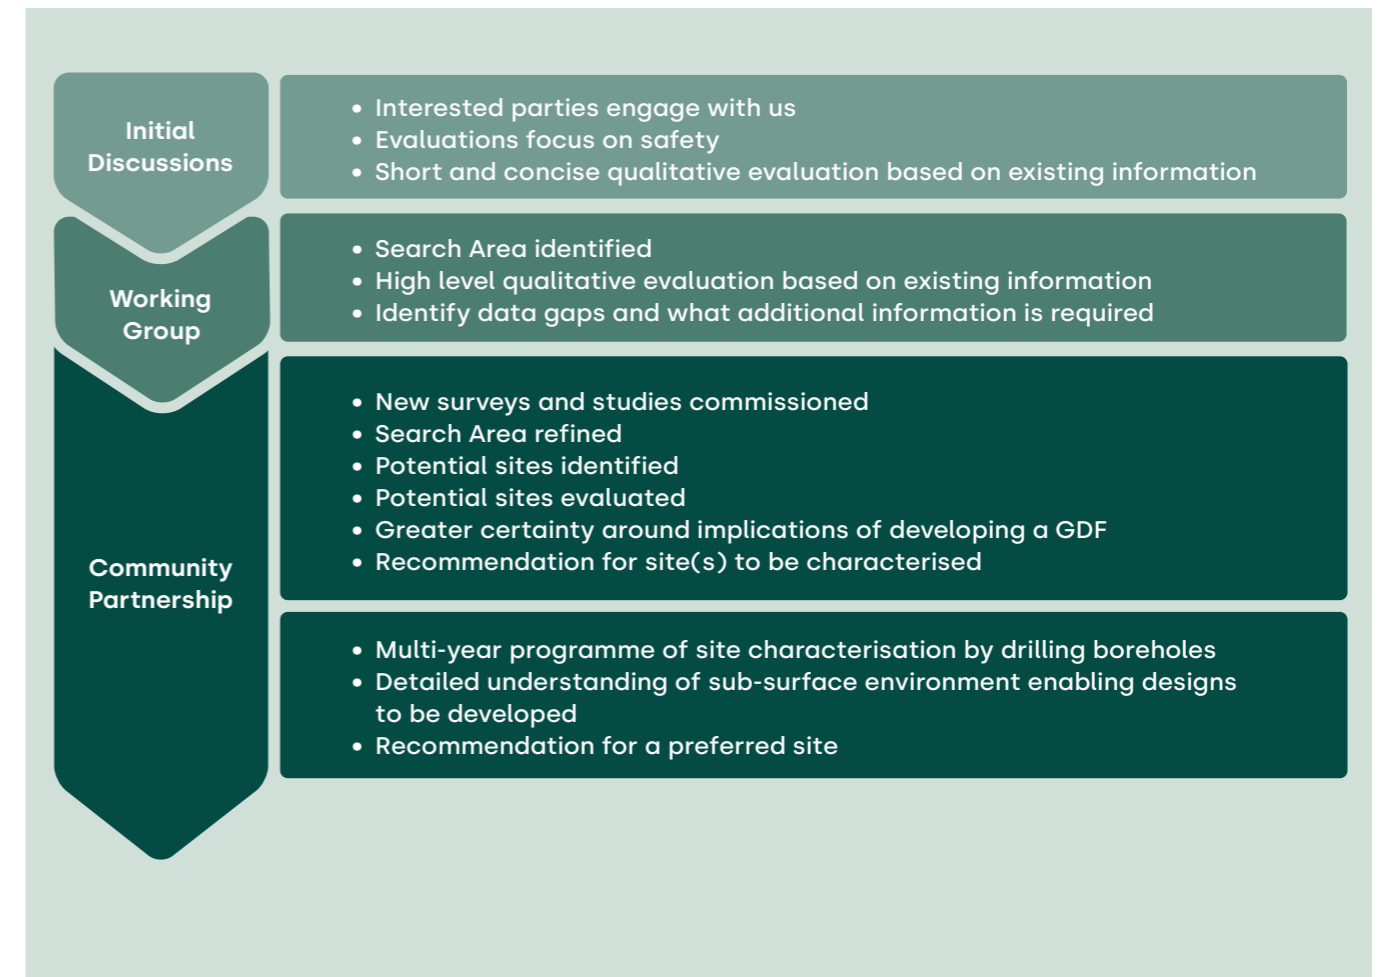 Initial
Discussions
• Interested parties engage with us
• Evaluations focus on safety
• Short and concise qualitative evaluation based on existing information
Working
Group
• Search Area identified
• High level qualitative evaluation based on existing information
• Identify data gaps and what additional information is required
Community
Partnership
• New surveys and studies commissioned
• Search Area refined
• Potential sites identified
• Potential sites evaluated
• Greater certainty around implications of developing a GDF
• Recommendation for site(s) to be characterised
• Multi-year programme of site characterisation by drilling boreholes
• Detailed understanding of sub-surface environment enabling designs
to be developed
• Recommendation for a preferred site